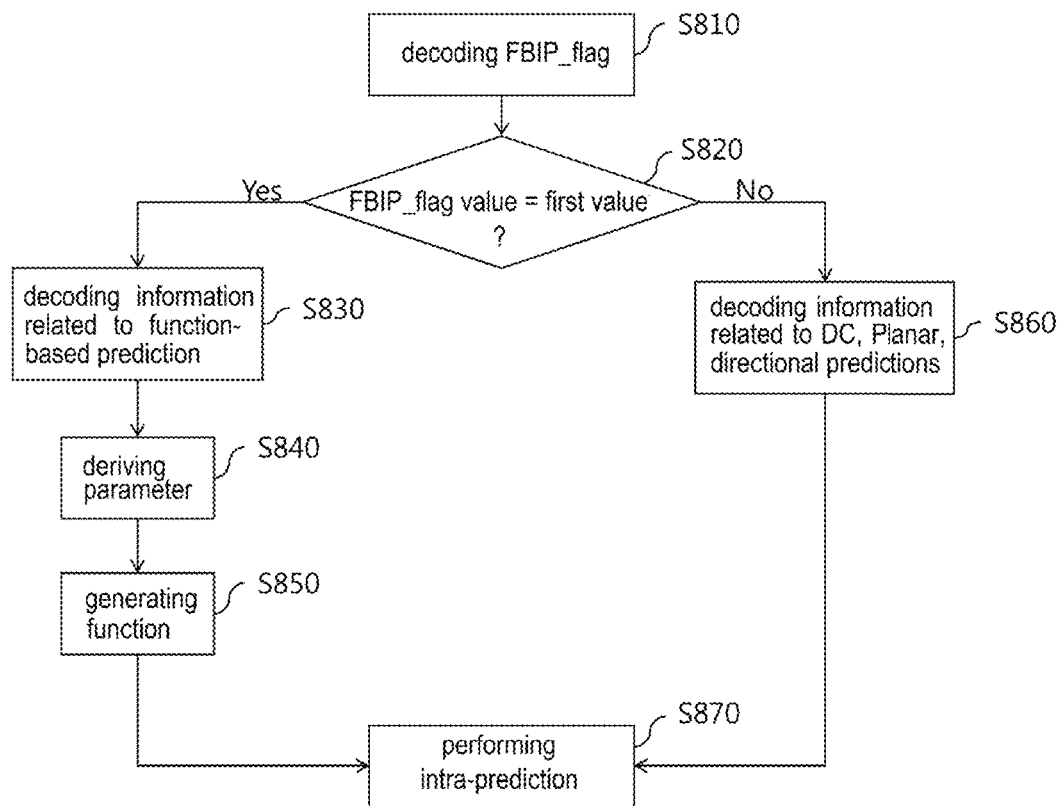 decoding FBIP_flag
S810
S820
Yes
FBIP_flag value = first value
?
No
decoding information
related to function-
based prediction
S830
decoding information
related to DC, Planar,
directional predictions
S860
deriving
parameter
S840
generating
function
S850
performing
intra-prediction
S870